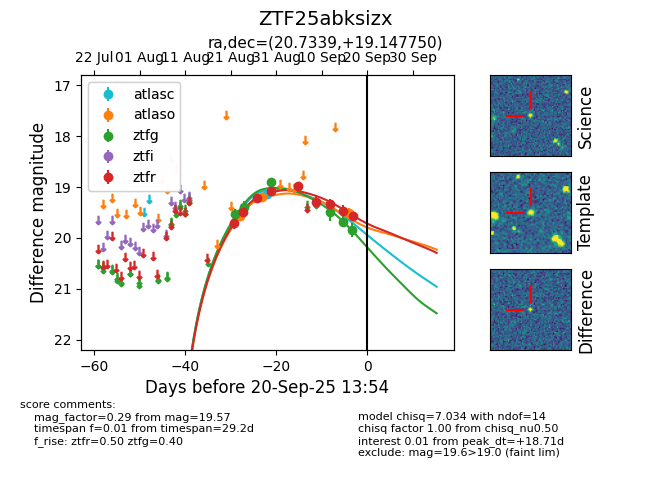 ZTF25abksizx
ra,dec=(20.7339,+19.147750)
22 Jul 01 Aug 11 Aug 21 Aug 31 Aug 10 Sep 20 Sep 30 Sep
17
18
19
20
21
22
Difference magnitude
atlasc
atlaso
ztfg
ztfi
ztfr
−60 −40 −20 0
Days before 20-Sep-25 13:54
Science
Template
Difference
score comments:
mag_factor=0.29 from mag=19.57
timespan f=0.01 from timespan=29.2d
f_rise: ztfr=0.50 ztfg=0.40
model chisq=7.034 with ndof=14
chisq factor 1.00 from chisq_nu0.50
interest 0.01 from peak_dt=+18.71d
exclude: mag=19.6>19.0 (faint lim)